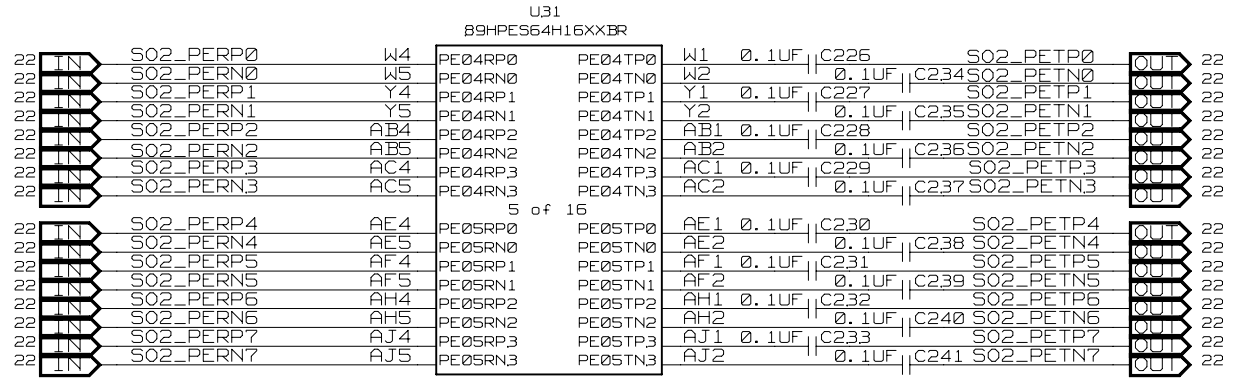 U31
89HPES64H16XXBR
22 IN SO2_PERP0 W4 PE04RP0 PE04TP0 W1 0.1UF C226 SO2_PETP0 OUT 22
22 IN SO2_PERN0 W5 PE04RN0 PE04TN0 W2 0.1UF C234 SO2_PETN0 OUT 22
22 IN SO2_PERP1 Y4 PE04RP1 PE04TP1 Y1 0.1UF C227 SO2_PETP1 OUT 22
22 IN SO2_PERN1 Y5 PE04RN1 PE04TN1 Y2 0.1UF C235 SO2_PETN1 OUT 22
22 IN SO2_PERP2 AB4 PE04RP2 PE04TP2 AB1 0.1UF C228 SO2_PETP2 OUT 22
22 IN SO2_PERN2 AB5 PE04RN2 PE04TN2 AB2 0.1UF C236 SO2_PETN2 OUT 22
22 IN SO2_PERP3 AC4 PE04RP3 PE04TP3 AC1 0.1UF C229 SO2_PETP3 OUT 22
22 IN SO2_PERN3 AC5 PE04RN3 PE04TN3 AC2 0.1UF C237 SO2_PETN3 OUT 22
5 of 16
22 IN SO2_PERP4 AE4 PE05RP0 PE05TP0 AE1 0.1UF C230 SO2_PETP4 OUT 22
22 IN SO2_PERN4 AE5 PE05RN0 PE05TN0 AE2 0.1UF C238 SO2_PETN4 OUT 22
22 IN SO2_PERP5 AF4 PE05RP1 PE05TP1 AF1 0.1UF C231 SO2_PETP5 OUT 22
22 IN SO2_PERN5 AF5 PE05RN1 PE05TN1 AF2 0.1UF C239 SO2_PETN5 OUT 22
22 IN SO2_PERP6 AH4 PE05RP2 PE05TP2 AH1 0.1UF C232 SO2_PETP6 OUT 22
22 IN SO2_PERN6 AH5 PE05RN2 PE05TN2 AH2 0.1UF C240 SO2_PETN6 OUT 22
22 IN SO2_PERP7 AJ4 PE05RP3 PE05TP3 AJ1 0.1UF C233 SO2_PETP7 OUT 22
22 IN SO2_PERN7 AJ5 PE05RN3 PE05TN3 AJ2 0.1UF C241 SO2_PETN7 OUT 22